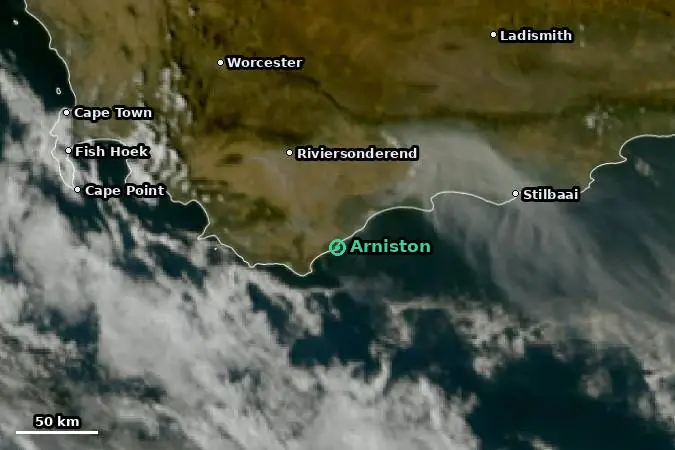 Ladismith
Worcester
Cape Town
Fish Hoek
Riviersonderend
Cape Point
Stilbaai
Arniston
50 km